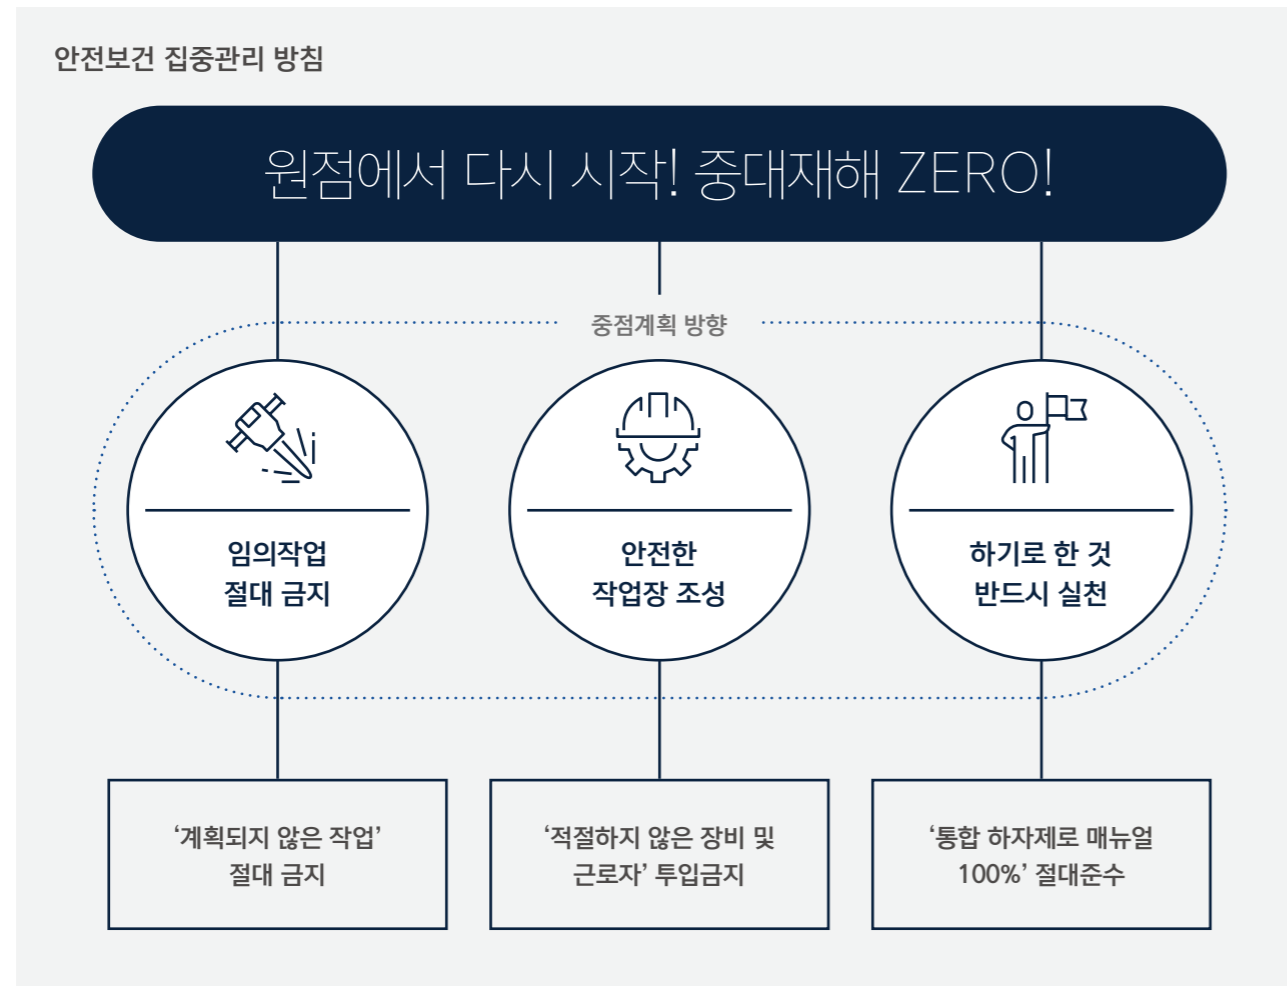 안전보건 집중관리 방침
원점에서 다시 시작! 중대재해 ZERO!
중점계획 방향
임의작업
절대 금지
안전한
작업장 조성
하기로 한 것
반드시 실천
‘계획되지 않은 작업’
절대 금지
‘적절하지 않은 장비 및
근로자’ 투입금지
‘통합 하자제로 매뉴얼
100%’ 절대준수